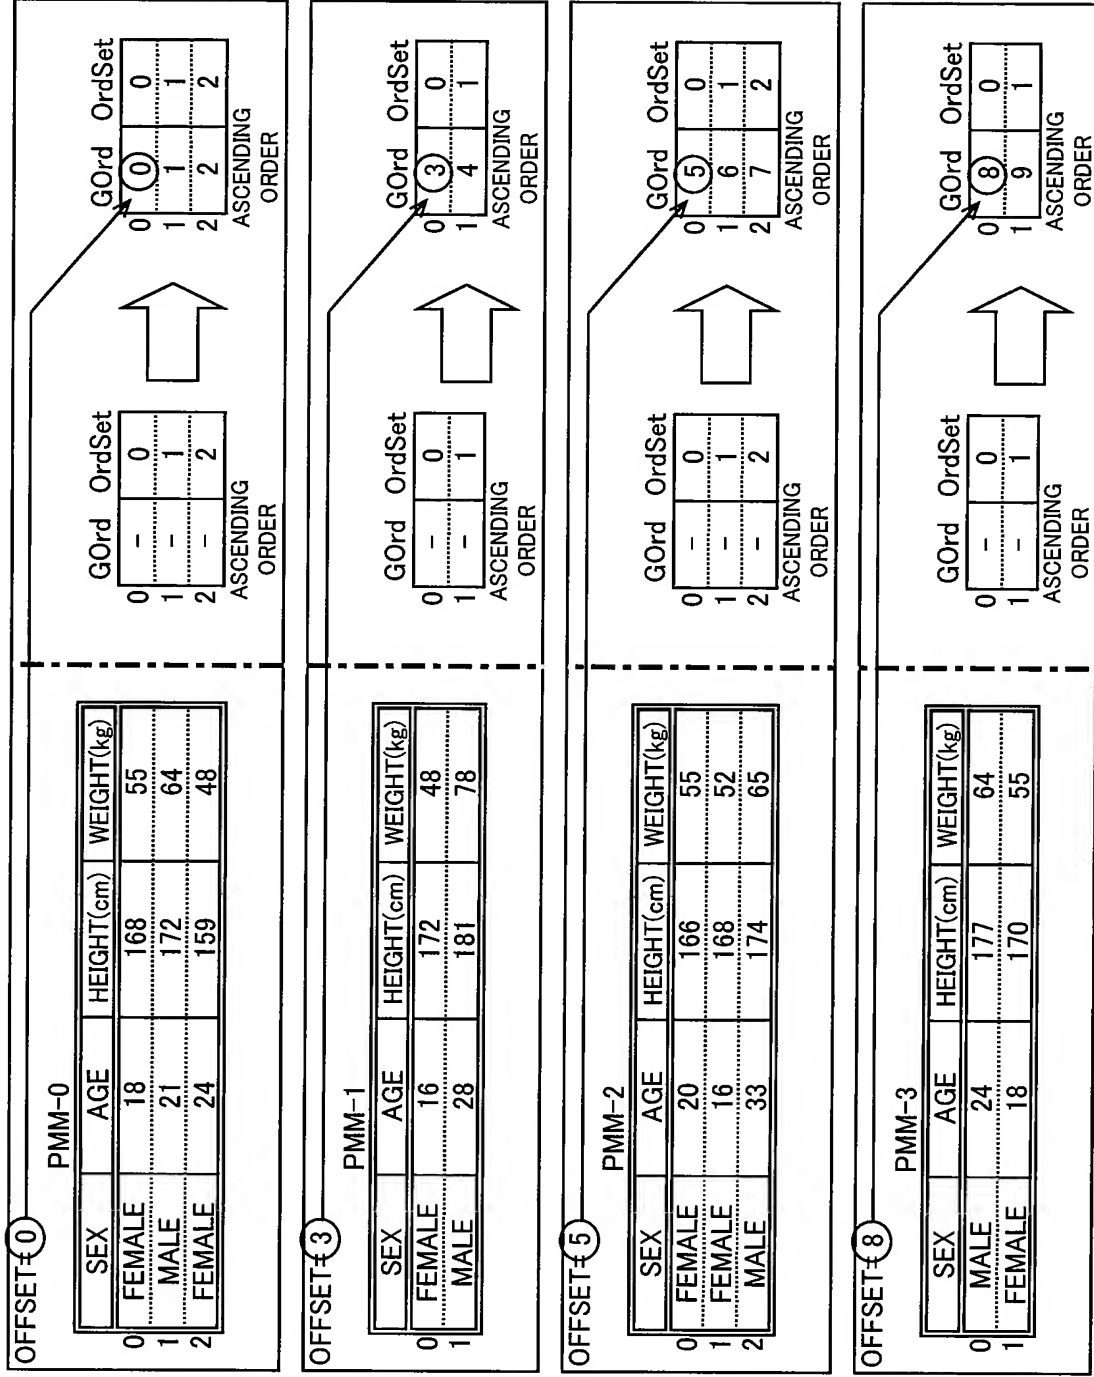 OFFSET=0
PMM-0
SEX AGE HEIGHT(cm) WEIGHT(kg)
0 FEMALE 18 168 55
1 MALE 21 172 64
2 FEMALE 24 159 48
GOrd OrdSet
0 - 0
1 - 1
2 - 2
ASCENDING
ORDER
GOrd OrdSet
0 0 0
1 1 1
2 2 2
ASCENDING
ORDER
OFFSET=3
PMM-1
SEX AGE HEIGHT(cm) WEIGHT(kg)
0 FEMALE 16 172 48
1 MALE 28 181 78
GOrd OrdSet
0 - 0
1 - 1
ASCENDING
ORDER
GOrd OrdSet
0 3 0
1 4 1
ASCENDING
ORDER
OFFSET=5
PMM-2
SEX AGE HEIGHT(cm) WEIGHT(kg)
0 FEMALE 20 166 55
1 FEMALE 16 168 52
2 MALE 33 174 65
GOrd OrdSet
0 - 0
1 - 1
2 - 2
ASCENDING
ORDER
GOrd OrdSet
0 5 0
1 6 1
2 7 2
ASCENDING
ORDER
OFFSET=8
PMM-3
SEX AGE HEIGHT(cm) WEIGHT(kg)
0 MALE 24 177 64
1 FEMALE 18 170 55
GOrd OrdSet
0 - 0
1 - 1
ASCENDING
ORDER
GOrd OrdSet
0 8 0
1 9 1
ASCENDING
ORDER